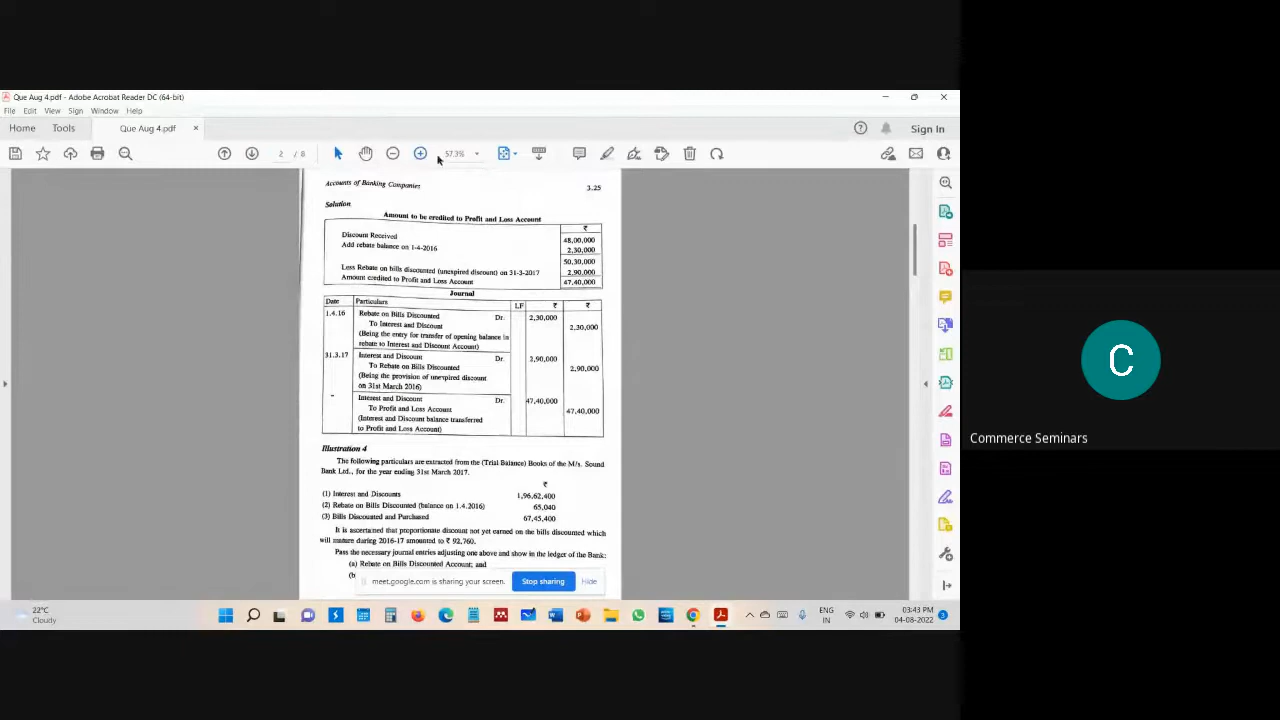 Que Aug 4.pdf - Adobe Acrobat Reader DC (64-bit)
File Edit View Sign Window Help
Home Tools Que Aug 4.pdf × Sign In
2 / 8 57.3%
Accounts of Banking Companies 3.25
Solution
Amount to be credited to Profit and Loss Account
₹
Discount Received 48,00,000
Add rebate balance on 1-4-2016 2,30,000
50,30,000
Less Rebate on bills discounted (unexpired discount) on 31-3-2017 2,90,000
Amount credited to Profit and Loss Account 47,40,000
Journal
Date Particulars LF ₹ ₹
1.4.16 Rebate on Bills Discounted Dr. 2,30,000
To Interest and Discount 2,30,000
(Being the entry for transfer of opening balance in
rebate to Interest and Discount Account)
31.3.17 Interest and Discount Dr. 2,90,000
To Rebate on Bills Discounted 2,90,000
(Being the provision of unexpired discount
on 31st March 2016)
" Interest and Discount Dr. 47,40,000
To Profit and Loss Account 47,40,000
(Interest and Discount balance transferred
to Profit and Loss Account)
Illustration 4
The following particulars are extracted from the (Trial Balance) Books of the M/s. Sound
Bank Ltd., for the year ending 31st March 2017.
₹
(1) Interest and Discounts 1,96,62,400
(2) Rebate on Bills Discounted (balance on 1.4.2016) 65,040
(3) Bills Discounted and Purchased 67,45,400
It is ascertained that proportionate discount not yet earned on the bills discounted which
will mature during 2016-17 amounted to ₹ 92,760.
Pass the necessary journal entries adjusting one above and show in the ledger of the Bank:
(a) Rebate on Bills Discounted Account; and
(b
meet.google.com is sharing your screen. Stop sharing Hide
C
Commerce Seminars
22°C
Cloudy
ENG
IN
03:43 PM
04-08-2022
3